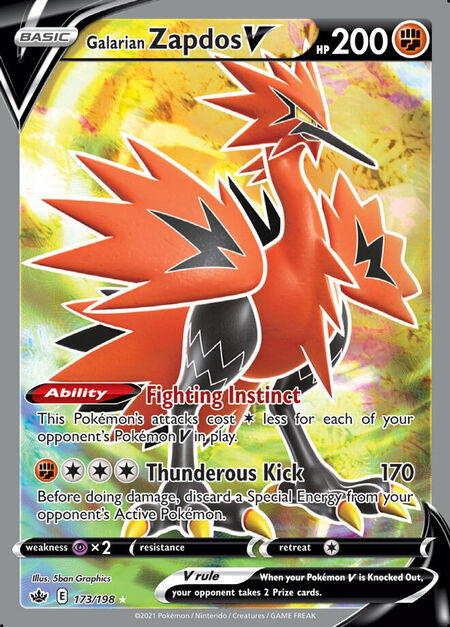 BASIC
Galarian Zapdos V HP 200
Ability Fighting Instinct
This Pokémon's attacks cost less for each of your
opponent's Pokémon V in play.
Thunderous Kick 170
Before doing damage, discard a Special Energy from your
opponent's Active Pokémon.
weakness ×2 resistance retreat
Illus. 5ban Graphics
V rule When your Pokémon V is Knocked Out,
your opponent takes 2 Prize cards.
E 173/198
©2021 Pokémon / Nintendo / Creatures / GAME FREAK